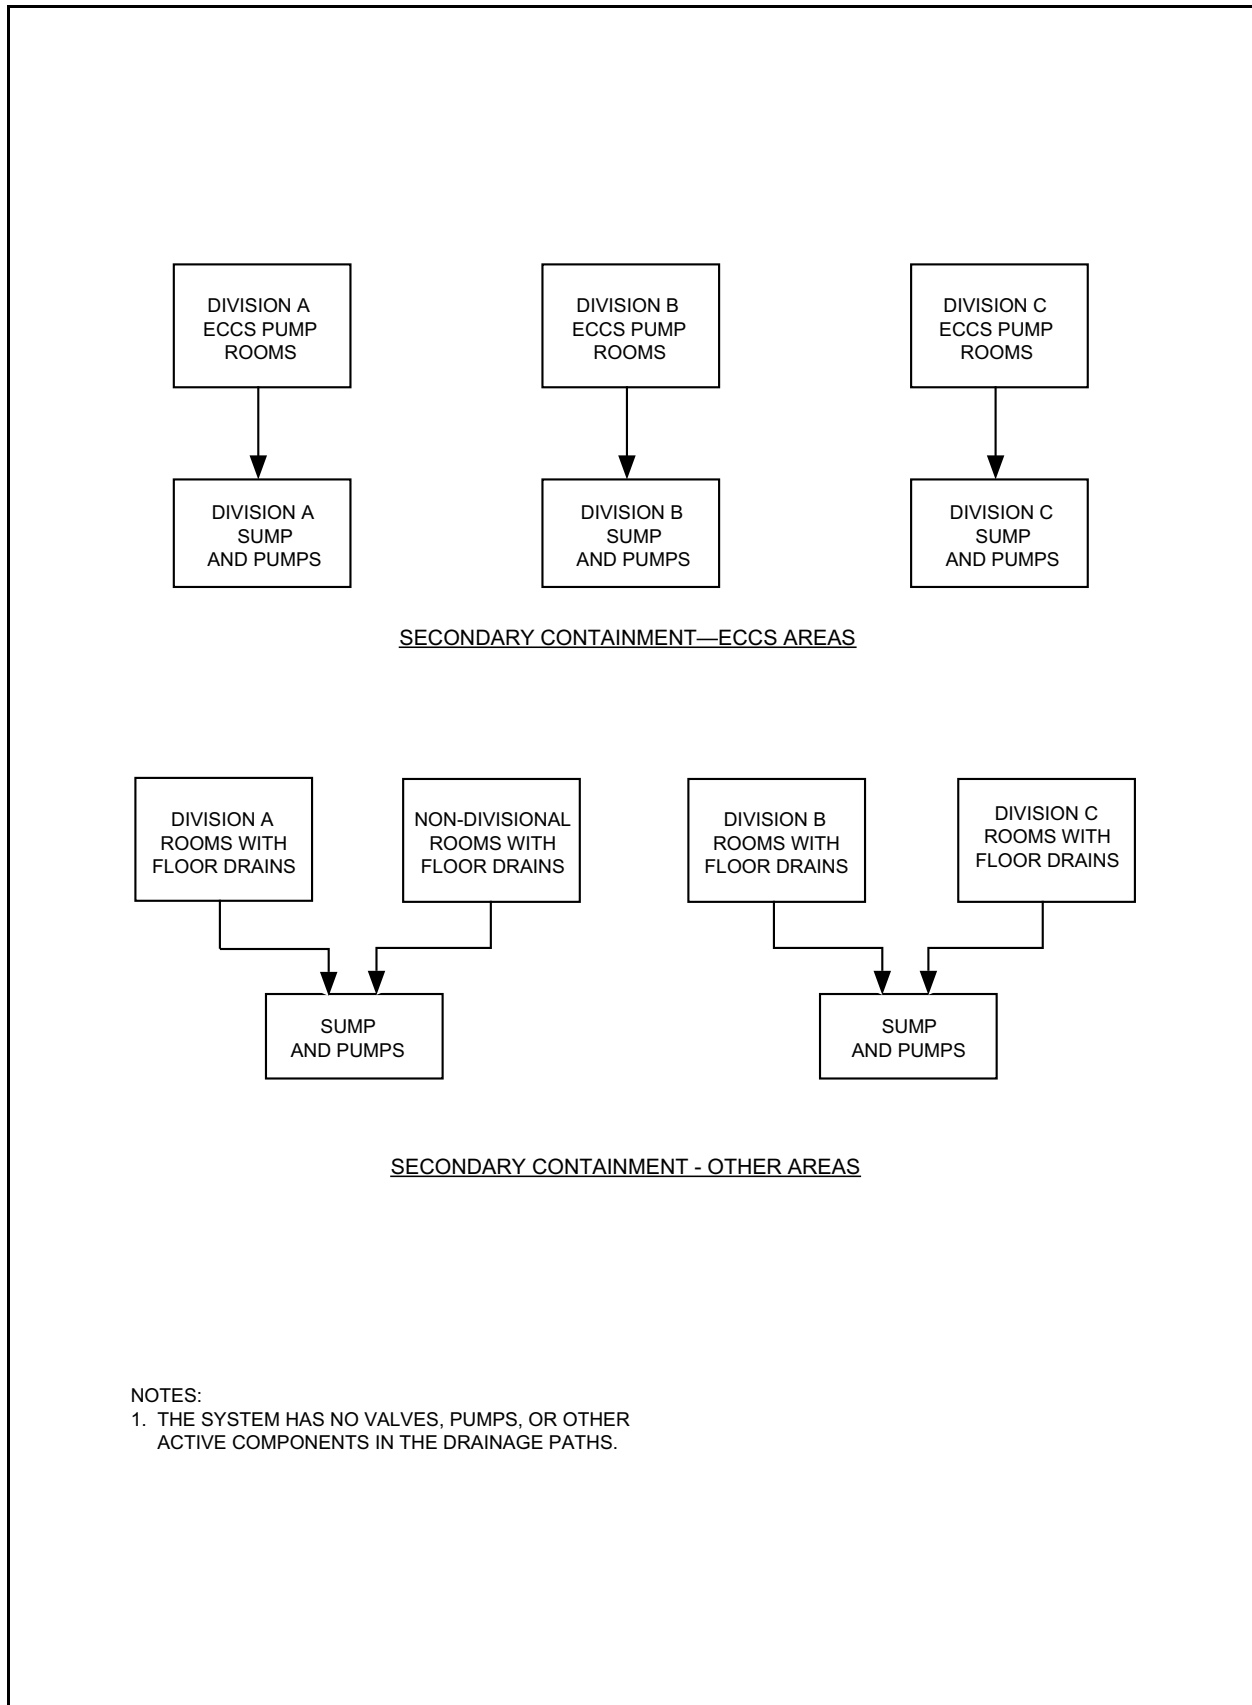 DIVISION A
ECCS PUMP
ROOMS
DIVISION B
ECCS PUMP
ROOMS
DIVISION C
ECCS PUMP
ROOMS
DIVISION A
SUMP
AND PUMPS
DIVISION B
SUMP
AND PUMPS
DIVISION C
SUMP
AND PUMPS
SECONDARY CONTAINMENT—ECCS AREAS
DIVISION A
ROOMS WITH
FLOOR DRAINS
NON-DIVISIONAL
ROOMS WITH
FLOOR DRAINS
DIVISION B
ROOMS WITH
FLOOR DRAINS
DIVISION C
ROOMS WITH
FLOOR DRAINS
SUMP
AND PUMPS
SUMP
AND PUMPS
SECONDARY CONTAINMENT - OTHER AREAS
NOTES:
1. THE SYSTEM HAS NO VALVES, PUMPS, OR OTHER
ACTIVE COMPONENTS IN THE DRAINAGE PATHS.